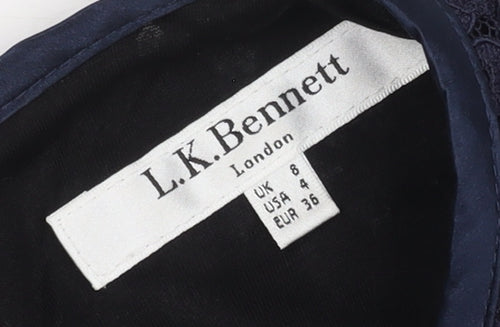 L.K.Bennett
London
UK 8
USA 4
EUR 36